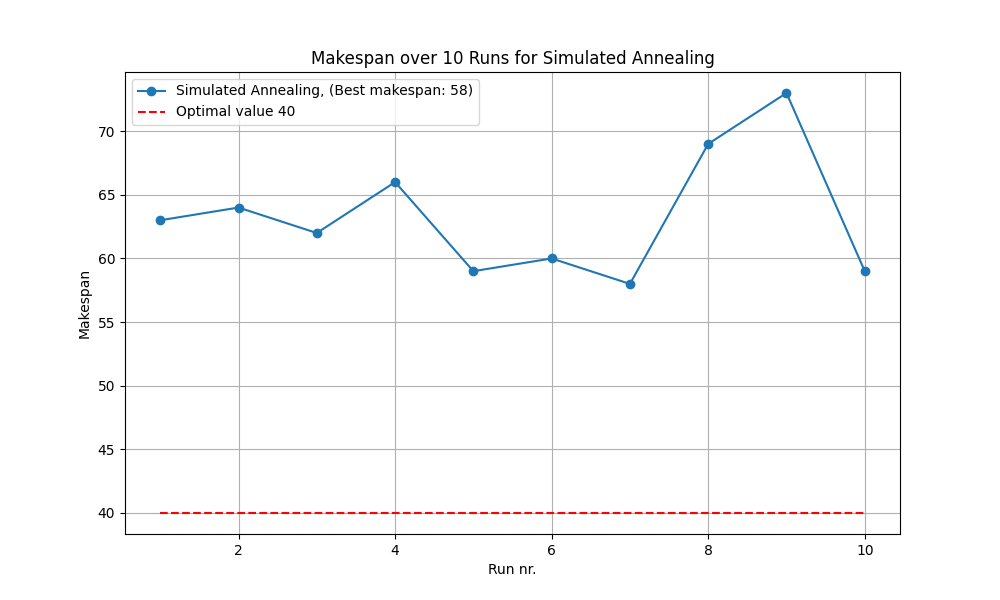 Makespan over 10 Runs for Simulated Annealing
Simulated Annealing, (Best makespan: 58)
Optimal value 40
Makespan
70
65
60
55
50
45
40
2 4 6 8 10
Run nr.